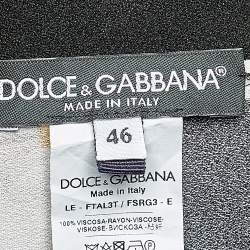 DOLCE & GABBANA®
MADE IN ITALY
46
DOLCE & GABBANA
MADE IN ITALY
LE - FTAL3T / FSRG3 - E
100% VISCOSA-RAYON-VISCOSE-
VISKOSE-ВИСКОЗА-